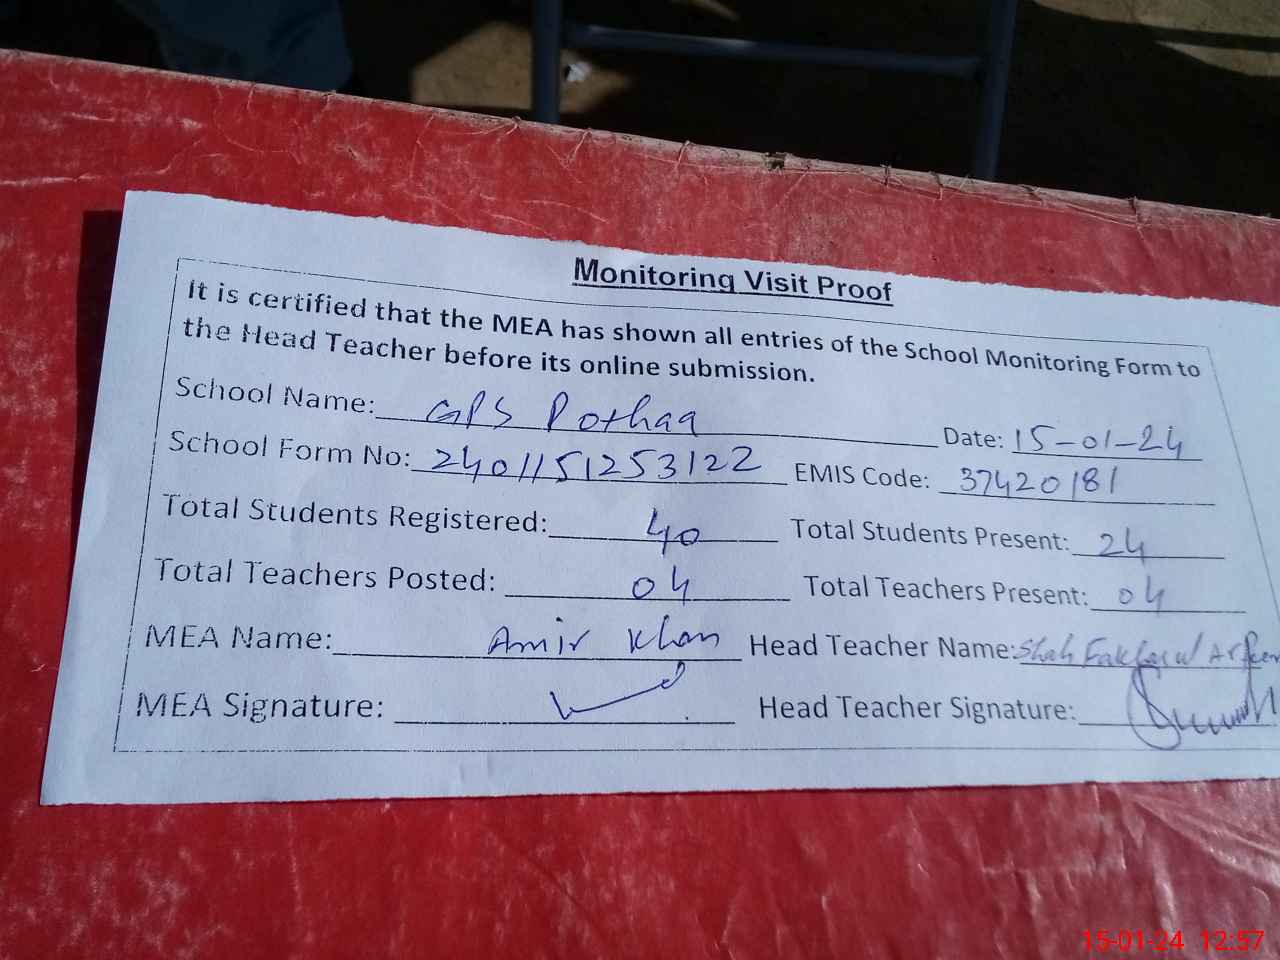 Monitoring Visit Proof
It is certified that the MEA has shown all entries of the School Monitoring Form to
the Head Teacher before its online submission.
School Name: GPS Pothaa Date: 15-01-24
School Form No: 2401151253122 EMIS Code: 37420181
Total Students Registered: 40 Total Students Present: 24
Total Teachers Posted: 04 Total Teachers Present: 04
MEA Name: Amir Khan Head Teacher Name: Shah
MEA Signature: Head Teacher Signature:
15-01-24 12:57